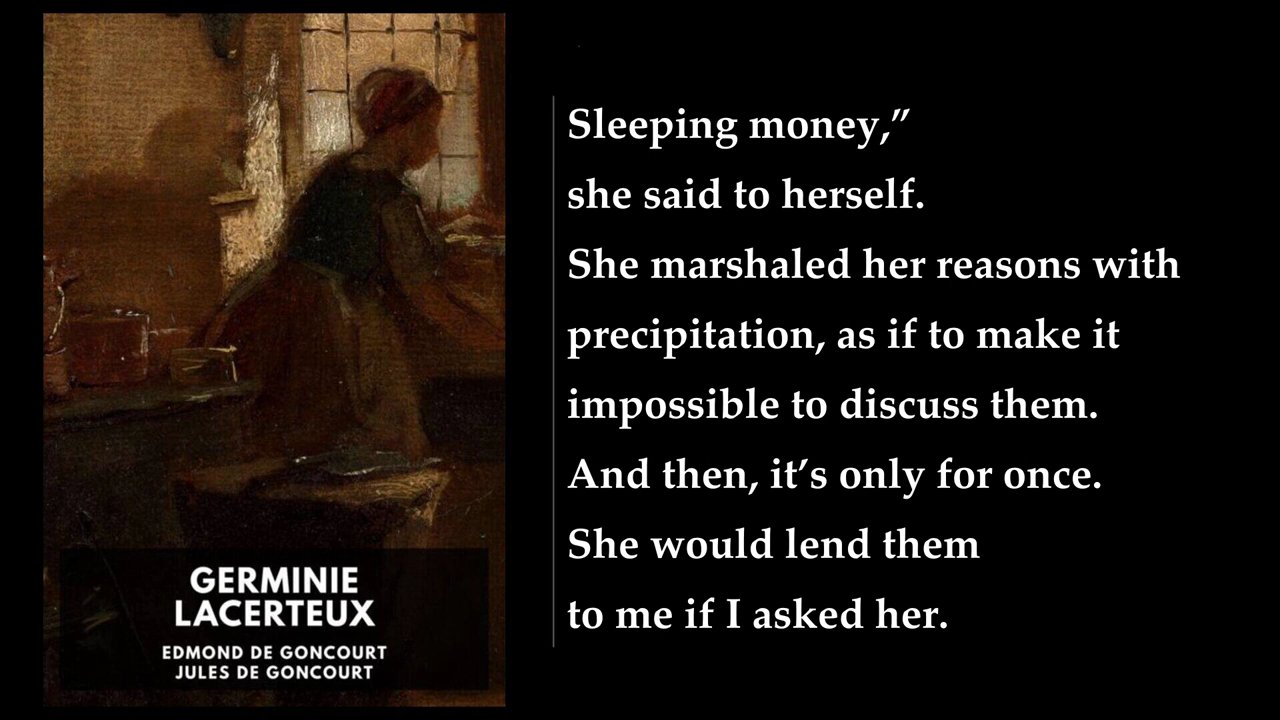 Sleeping money,”
she said to herself.
She marshaled her reasons with
precipitation, as if to make it
impossible to discuss them.
And then, it’s only for once.
She would lend them
to me if I asked her.
GERMINIE
LACERTEUX
EDMOND DE GONCOURT
JULES DE GONCOURT